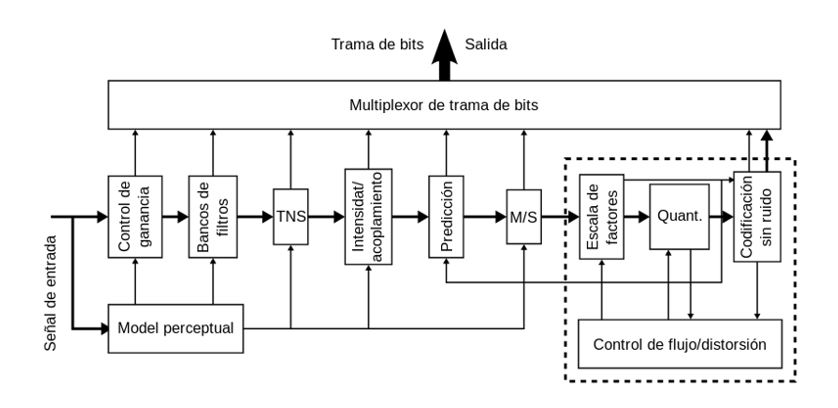 Trama de bits
Salida
Multiplexor de trama de bits
Control de
ganancia
Bancos de
filtros
TNS
Intensidat/
acoplamiento
Predicción
M/S
Escala de
factores
Quant.
Codificación
sin ruido
Señal de entrada
Model perceptual
Control de flujo/distorsión